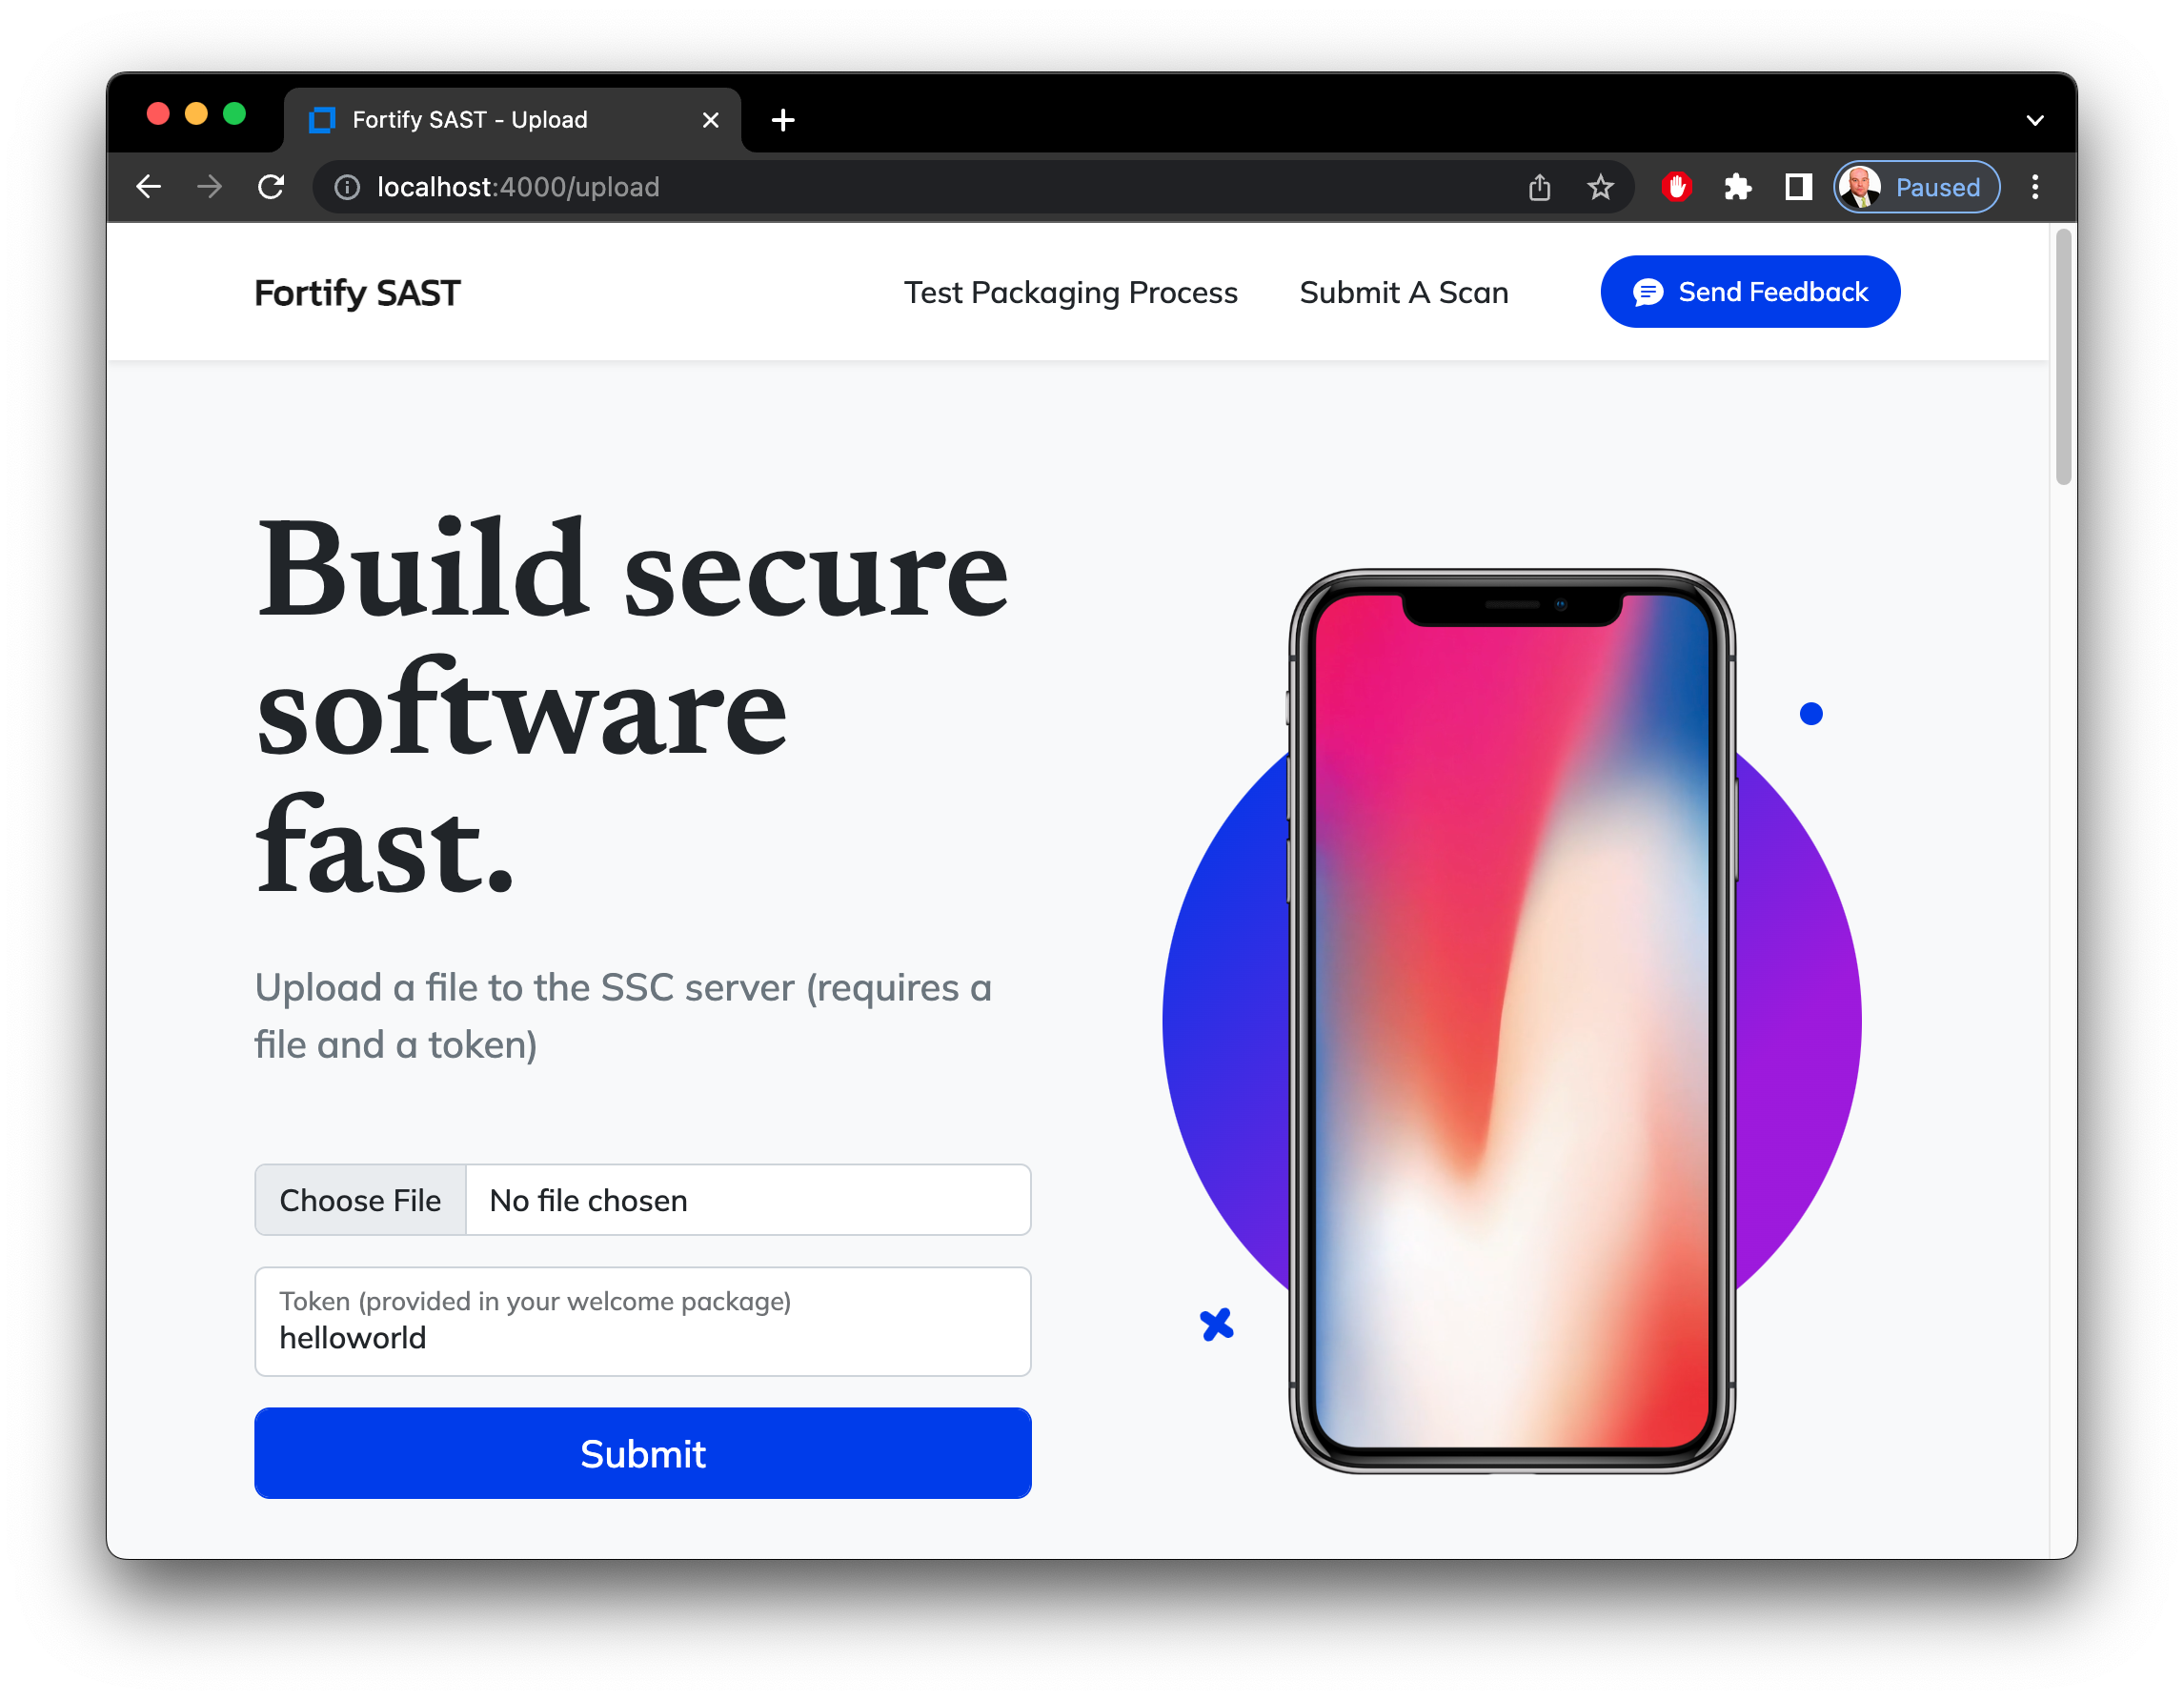 Fortify SAST - Upload
localhost:4000/upload
Paused
Fortify SAST
Test Packaging Process
Submit A Scan
Send Feedback
Build secure
software
fast.
Upload a file to the SSC server (requires a
file and a token)
Choose File
No file chosen
Token (provided in your welcome package)
helloworld
Submit